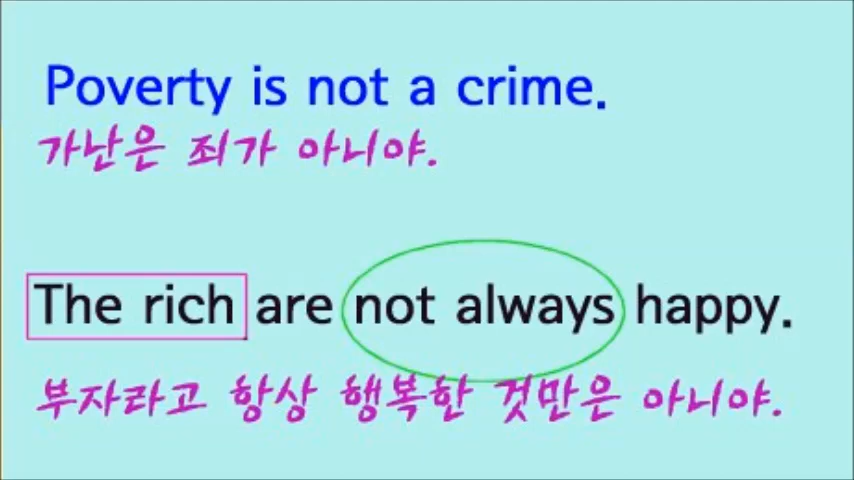 Poverty is not a crime.
가난은 죄가 아니야.
The rich are not always happy.
부자라고 항상 행복한 것만은 아니야.